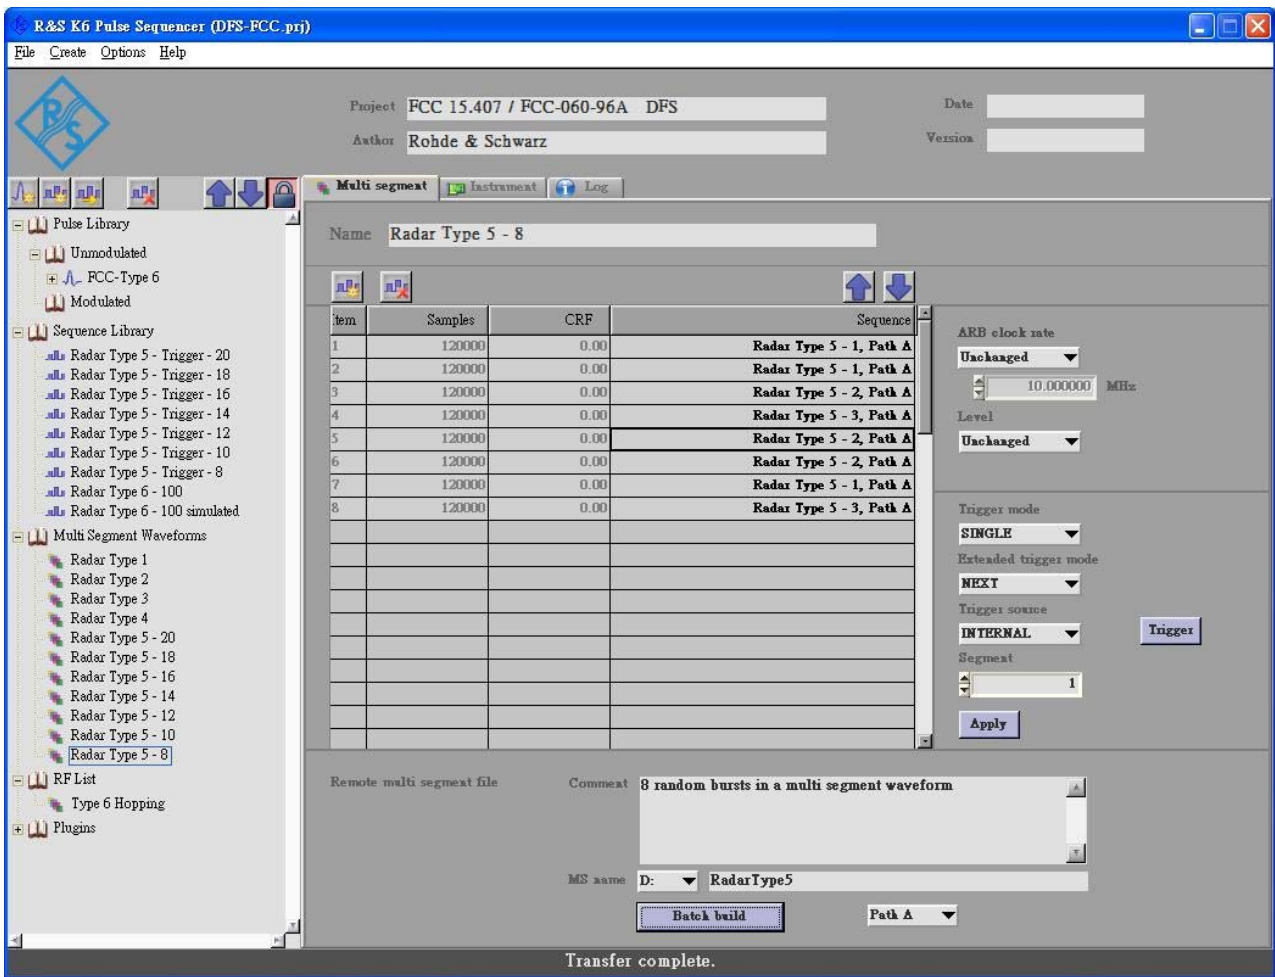 R&S K6 Pulse Sequencer (DFS-FCC.prj)
File Create Options Help
R&S
Project FCC 15.407 / FCC-060-96A DFS
Date
Author Rohde & Schwarz
Version
Multi segment Instrument Log
Pulse Library
Unmodulated
FCC-Type 6
Modulated
Sequence Library
Radar Type 5 - Trigger - 20
Radar Type 5 - Trigger - 18
Radar Type 5 - Trigger - 16
Radar Type 5 - Trigger - 14
Radar Type 5 - Trigger - 12
Radar Type 5 - Trigger - 10
Radar Type 5 - Trigger - 8
Radar Type 6 - 100
Radar Type 6 - 100 simulated
Multi Segment Waveforms
Radar Type 1
Radar Type 2
Radar Type 3
Radar Type 4
Radar Type 5 - 20
Radar Type 5 - 18
Radar Type 5 - 16
Radar Type 5 - 14
Radar Type 5 - 12
Radar Type 5 - 10
Radar Type 5 - 8
RF List
Type 6 Hopping
Plugins
Name Radar Type 5 - 8
Item Samples CRF Sequence
1 120000 0.00 Radar Type 5 - 1, Path A
2 120000 0.00 Radar Type 5 - 1, Path A
3 120000 0.00 Radar Type 5 - 2, Path A
4 120000 0.00 Radar Type 5 - 3, Path A
5 120000 0.00 Radar Type 5 - 2, Path A
6 120000 0.00 Radar Type 5 - 2, Path A
7 120000 0.00 Radar Type 5 - 1, Path A
8 120000 0.00 Radar Type 5 - 3, Path A
ARB clock rate
Unchanged
10.000000 MHz
Level
Unchanged
Trigger mode
SINGLE
Extended trigger mode
NEXT
Trigger source
INTERNAL
Trigger
Segment
1
Apply
Remote multi segment file
Comment 8 random bursts in a multi segment waveform
MS name D: RadarType5
Batch build
Path A
Transfer complete.